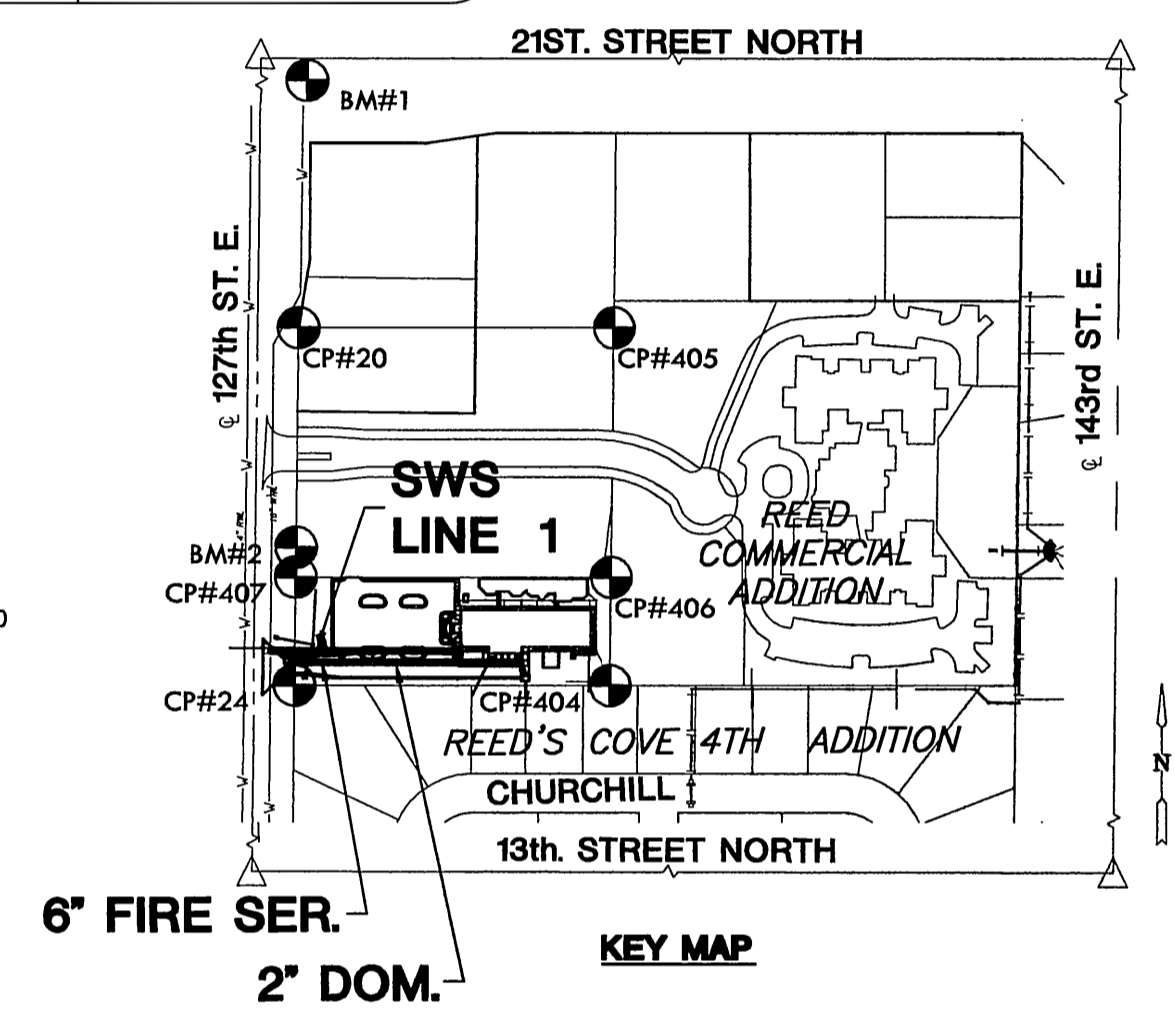 21ST. STREET NORTH
BM#1
℄ 127th ST. E.
℄ 143rd ST. E.
W
W
W
CP#20
CP#405
SWS
LINE 1
W
REED
COMMERCIAL
ADDITION
BM#2
CP#407
CP#406
W
CP#24
CP#404
REED'S COVE 4TH ADDITION
CHURCHILL
W
W
N
13th. STREET NORTH
6" FIRE SER.
2" DOM.
KEY MAP